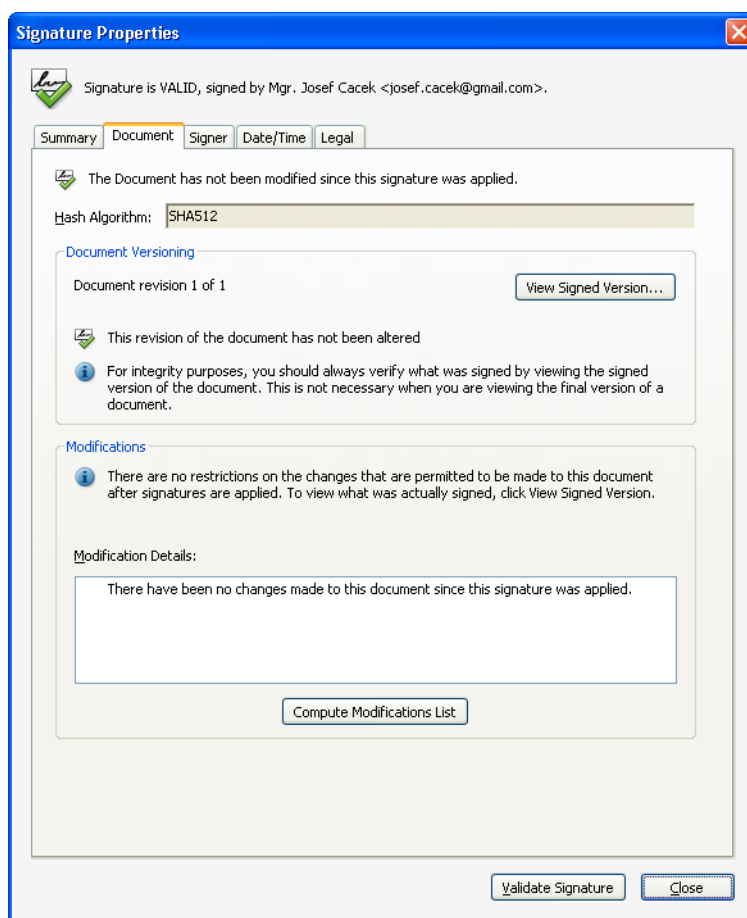 Signature Properties
Signature is VALID, signed by Mgr. Josef Cacek <josef.cacek@gmail.com>.
Summary Document Signer Date/Time Legal
The Document has not been modified since this signature was applied.
Hash Algorithm: SHA512
Document Versioning
Document revision 1 of 1 View Signed Version...
This revision of the document has not been altered
For integrity purposes, you should always verify what was signed by viewing the signed
version of the document. This is not necessary when you are viewing the final version of a
document.
Modifications
There are no restrictions on the changes that are permitted to be made to this document
after signatures are applied. To view what was actually signed, click View Signed Version.
Modification Details:
There have been no changes made to this document since this signature was applied.
Compute Modifications List
Validate Signature Close